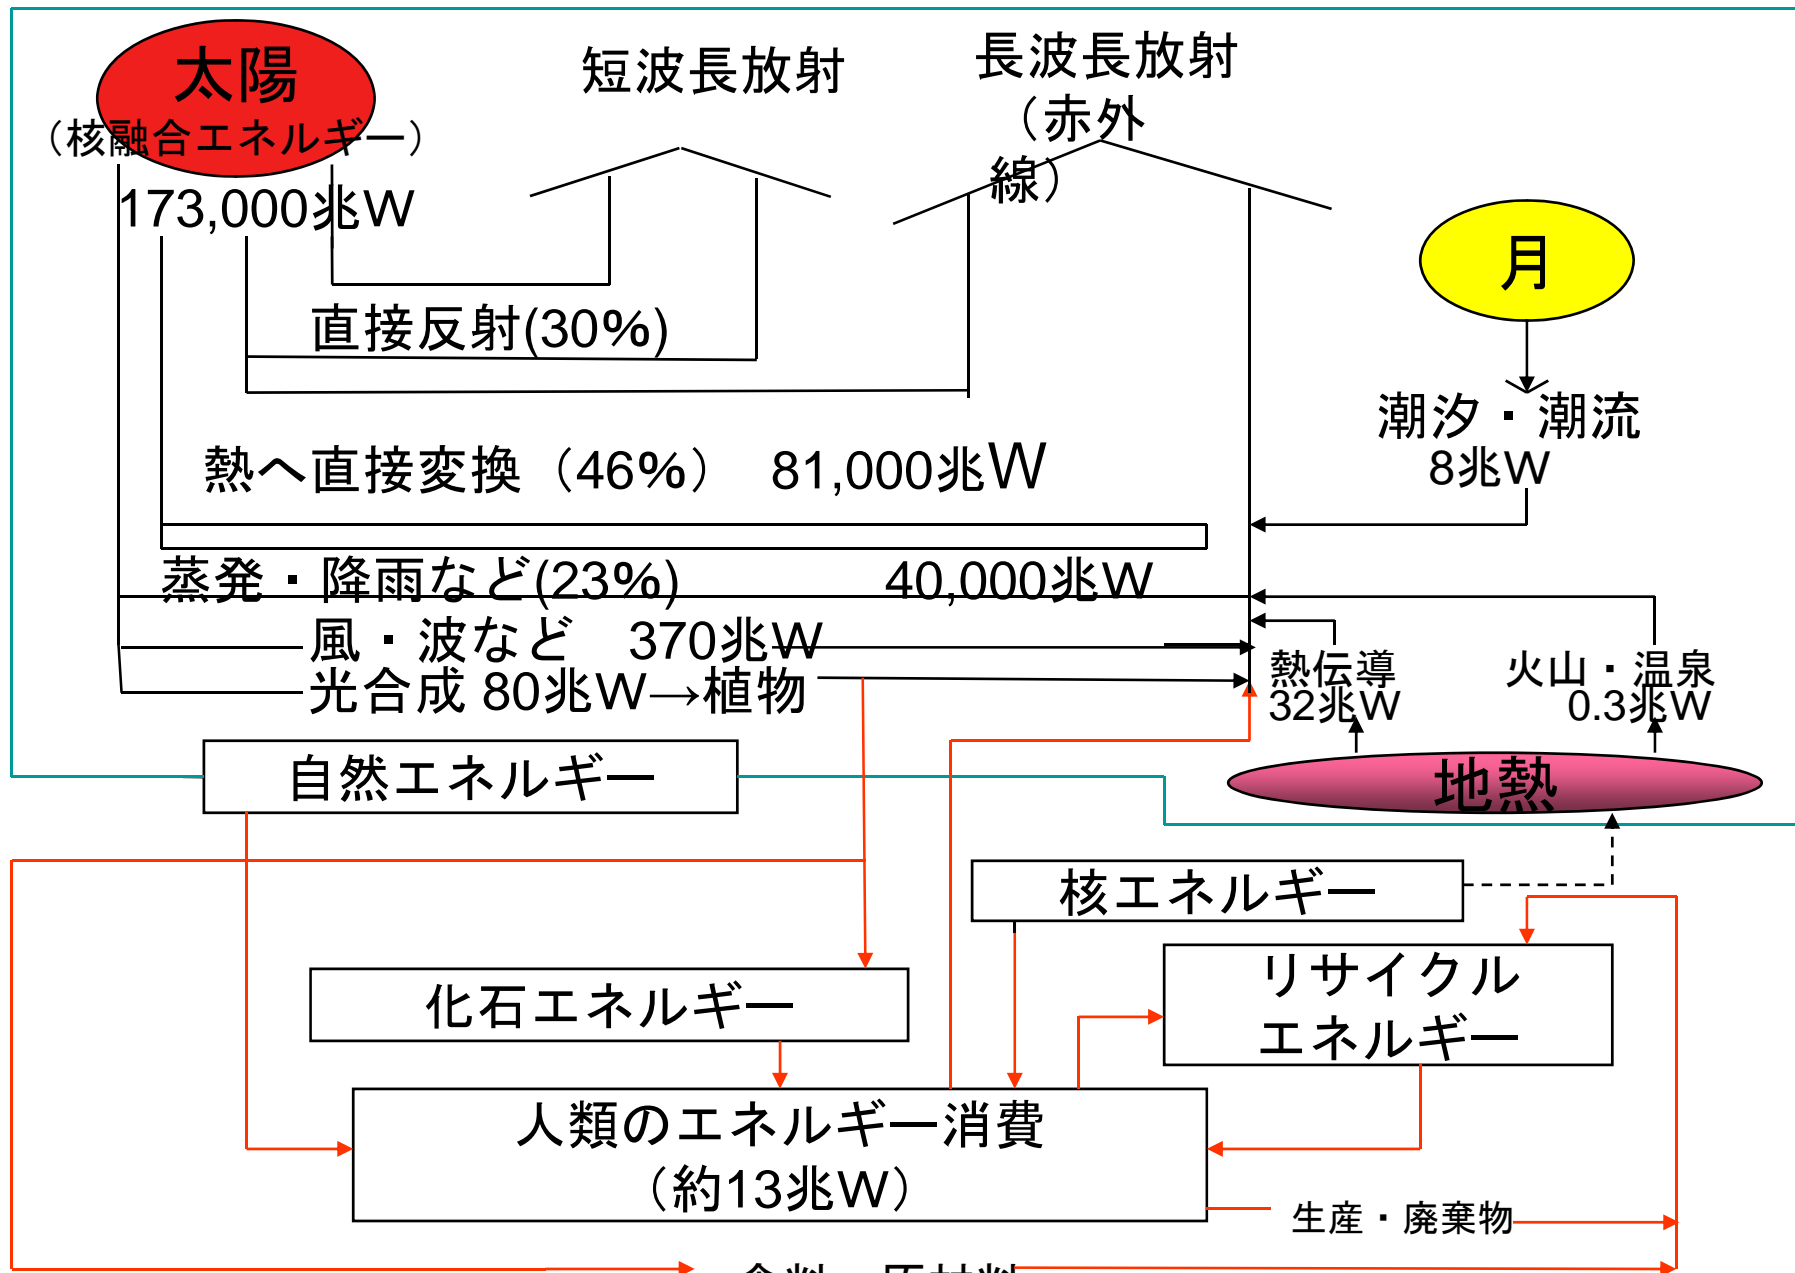 太陽
（核融合エネルギー）
173,000兆W
短波長放射
長波長放射
（赤外
線）
月
直接反射(30%)
潮汐・潮流
8兆W
熱へ直接変換（46%） 81,000兆W
蒸発・降雨など(23%) 40,000兆W
風・波など 370兆W
光合成 80兆W→植物
熱伝導
32兆W
火山・温泉
0.3兆W
自然エネルギー
地熱
核エネルギー
化石エネルギー
リサイクル
エネルギー
人類のエネルギー消費
（約13兆W）
生産・廃棄物